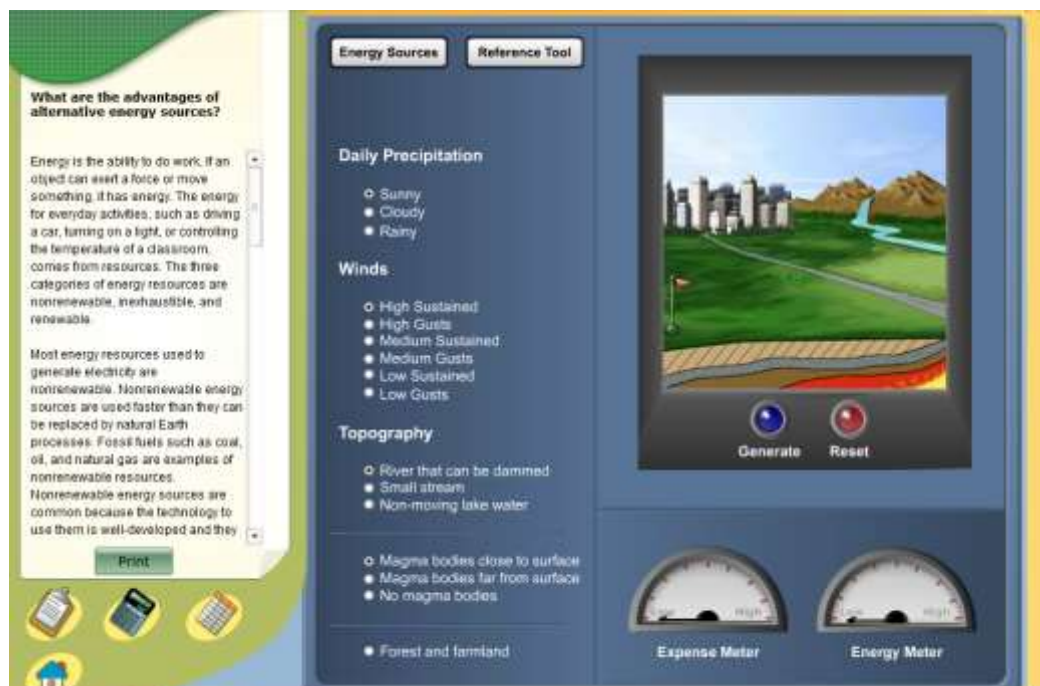 What are the advantages of
alternative energy sources?
Energy is the ability to do work. If an
object can exert a force or move
something, it has energy. The energy
for everyday activities, such as driving
a car, turning on a light, or controlling
the temperature of a classroom,
comes from resources. The three
categories of energy resources are
nonrenewable, inexhaustible, and
renewable.
Most energy resources used to
generate electricity are
nonrenewable. Nonrenewable energy
sources are used faster than they can
be replaced by natural Earth
processes. Fossil fuels such as coal,
oil, and natural gas are examples of
nonrenewable resources.
Nonrenewable energy sources are
common because the technology to
use them is well-developed and they
Print
Energy Sources
Reference Tool
Daily Precipitation
Sunny
Cloudy
Rainy
Winds
High Sustained
High Gusts
Medium Sustained
Medium Gusts
Low Sustained
Low Gusts
Topography
River that can be dammed
Small stream
Non-moving lake water
Magma bodies close to surface
Magma bodies far from surface
No magma bodies
Forest and farmland
Generate
Reset
Low
High
Expense Meter
Low
High
Energy Meter